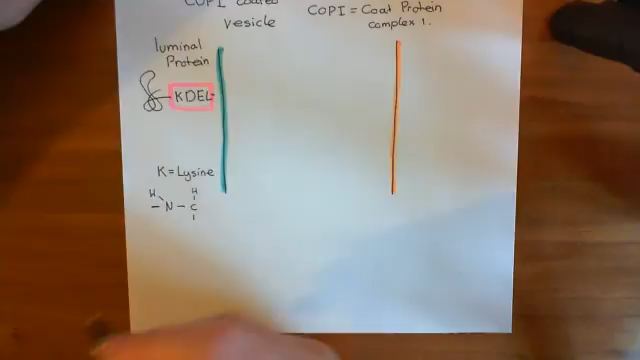 COPI coated
vesicle
COPI = Coat Protein
complex 1.
luminal
Protein
KDEL
K = Lysine
H H
- N - C